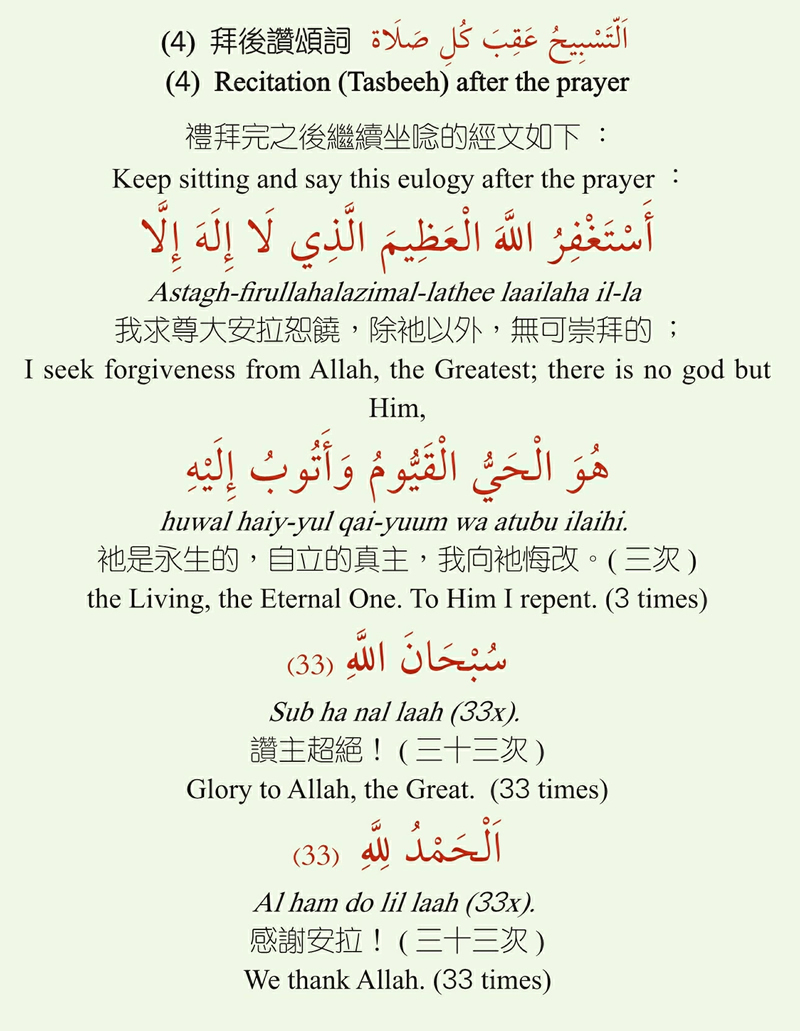 (4) 拜後讚頌詞 اَلتَّسْبِيحُ عَقِبَ كُلِ صَلَاة
(4) Recitation (Tasbeeh) after the prayer
禮拜完之後繼續坐唸的經文如下：
Keep sitting and say this eulogy after the prayer：
أَسْتَغْفِرُ اللَّهَ الْعَظِيمَ الَّذِي لَا إِلَهَ إِلَّا
Astagh-firullahalazimal-lathee laailaha il-la
我求尊大安拉恕饒，除祂以外，無可崇拜的；
I seek forgiveness from Allah, the Greatest; there is no god but
Him,
هُوَ الْحَيُّ الْقَيُّومُ وَأَتُوبُ إِلَيْهِ
huwal haiy-yul qai-yuum wa atubu ilaihi.
祂是永生的，自立的真主，我向祂悔改。( 三次 )
the Living, the Eternal One. To Him I repent. (3 times)
سُبْحَانَ اللَّهِ (33)
Sub ha nal laah (33x).
讚主超絕！ ( 三十三次 )
Glory to Allah, the Great. (33 times)
اَلْحَمْدُ لِلَّهِ (33)
Al ham do lil laah (33x).
感謝安拉！ ( 三十三次 )
We thank Allah. (33 times)